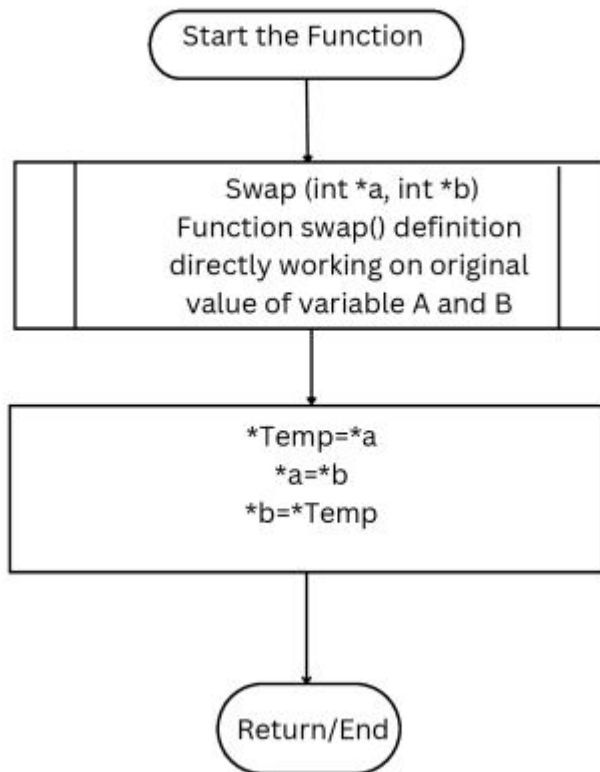 Start the Function
Swap (int *a, int *b)
Function swap() definition
directly working on original
value of variable A and B
*Temp=*a
*a=*b
*b=*Temp
Return/End